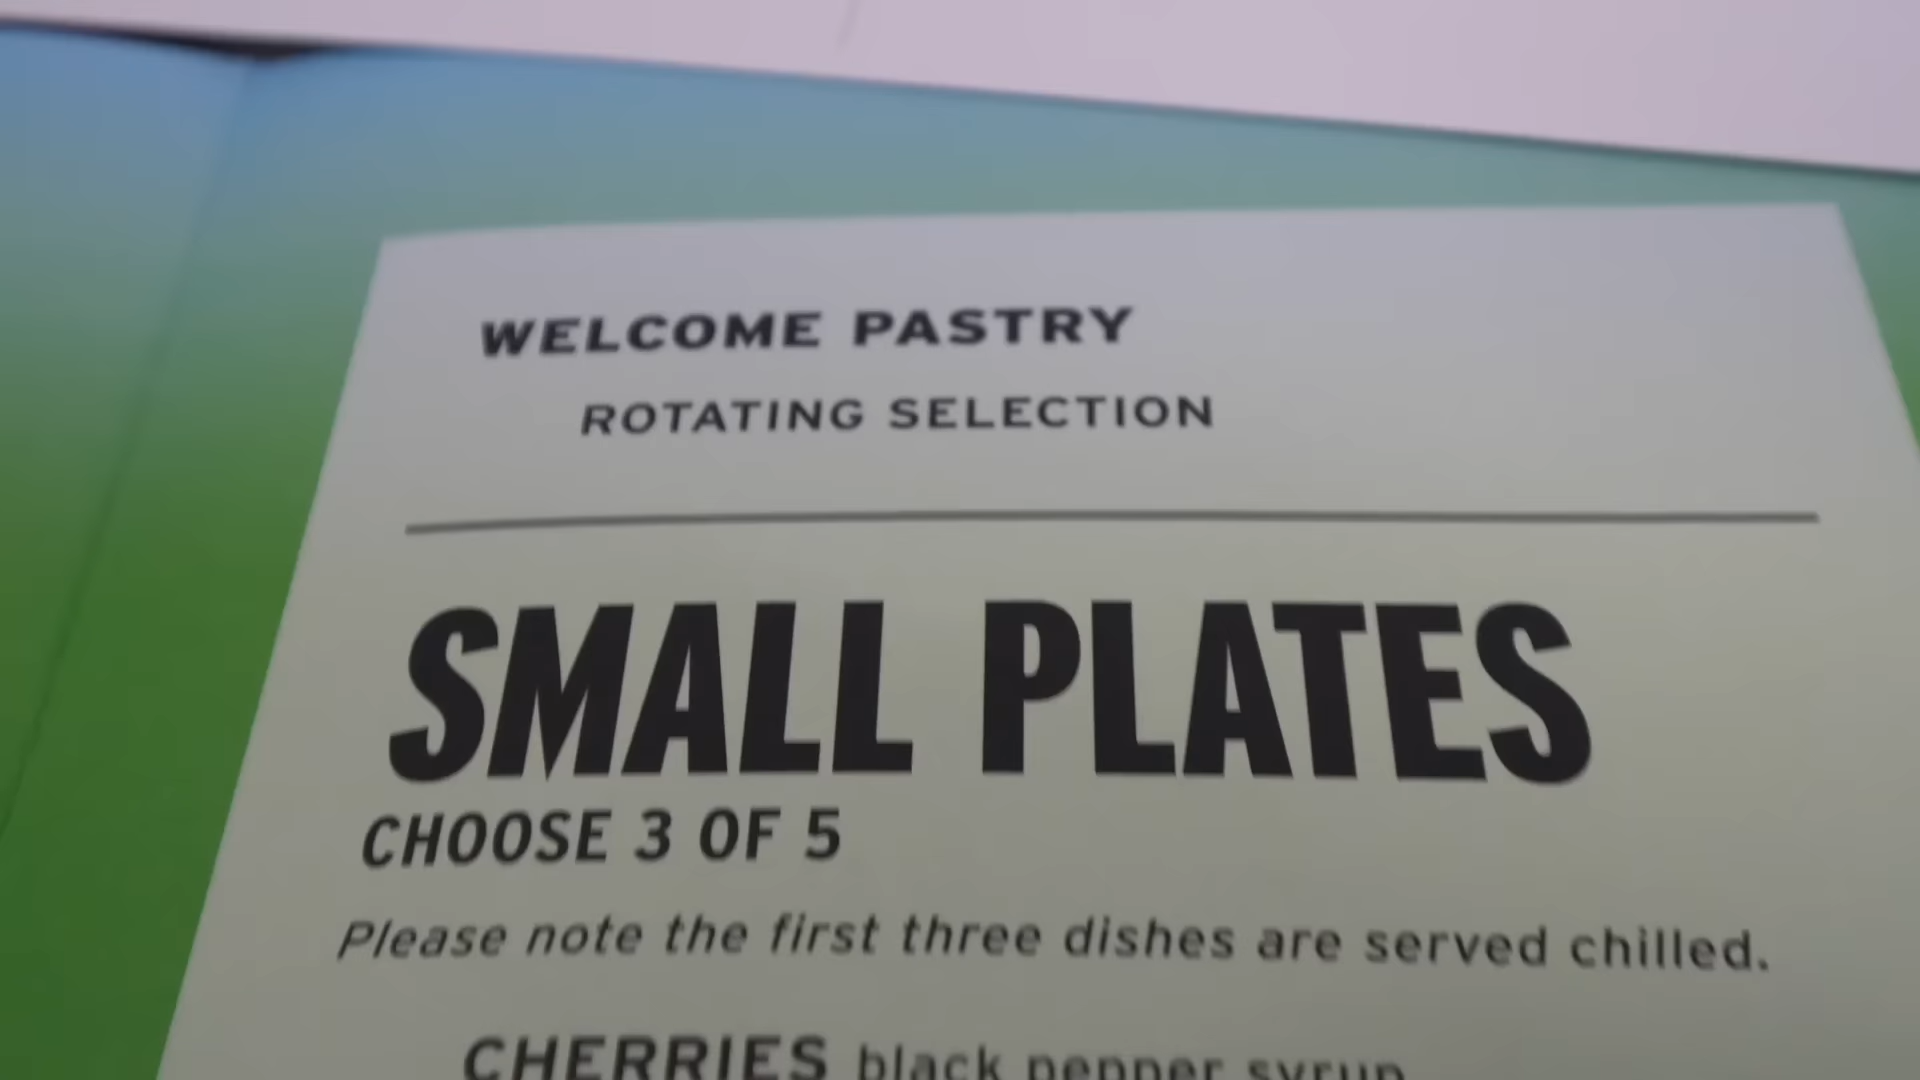 WELCOME PASTRY
ROTATING SELECTION
SMALL PLATES
CHOOSE 3 OF 5
Please note the first three dishes are served chilled.
CHERRIES black pepper syrup